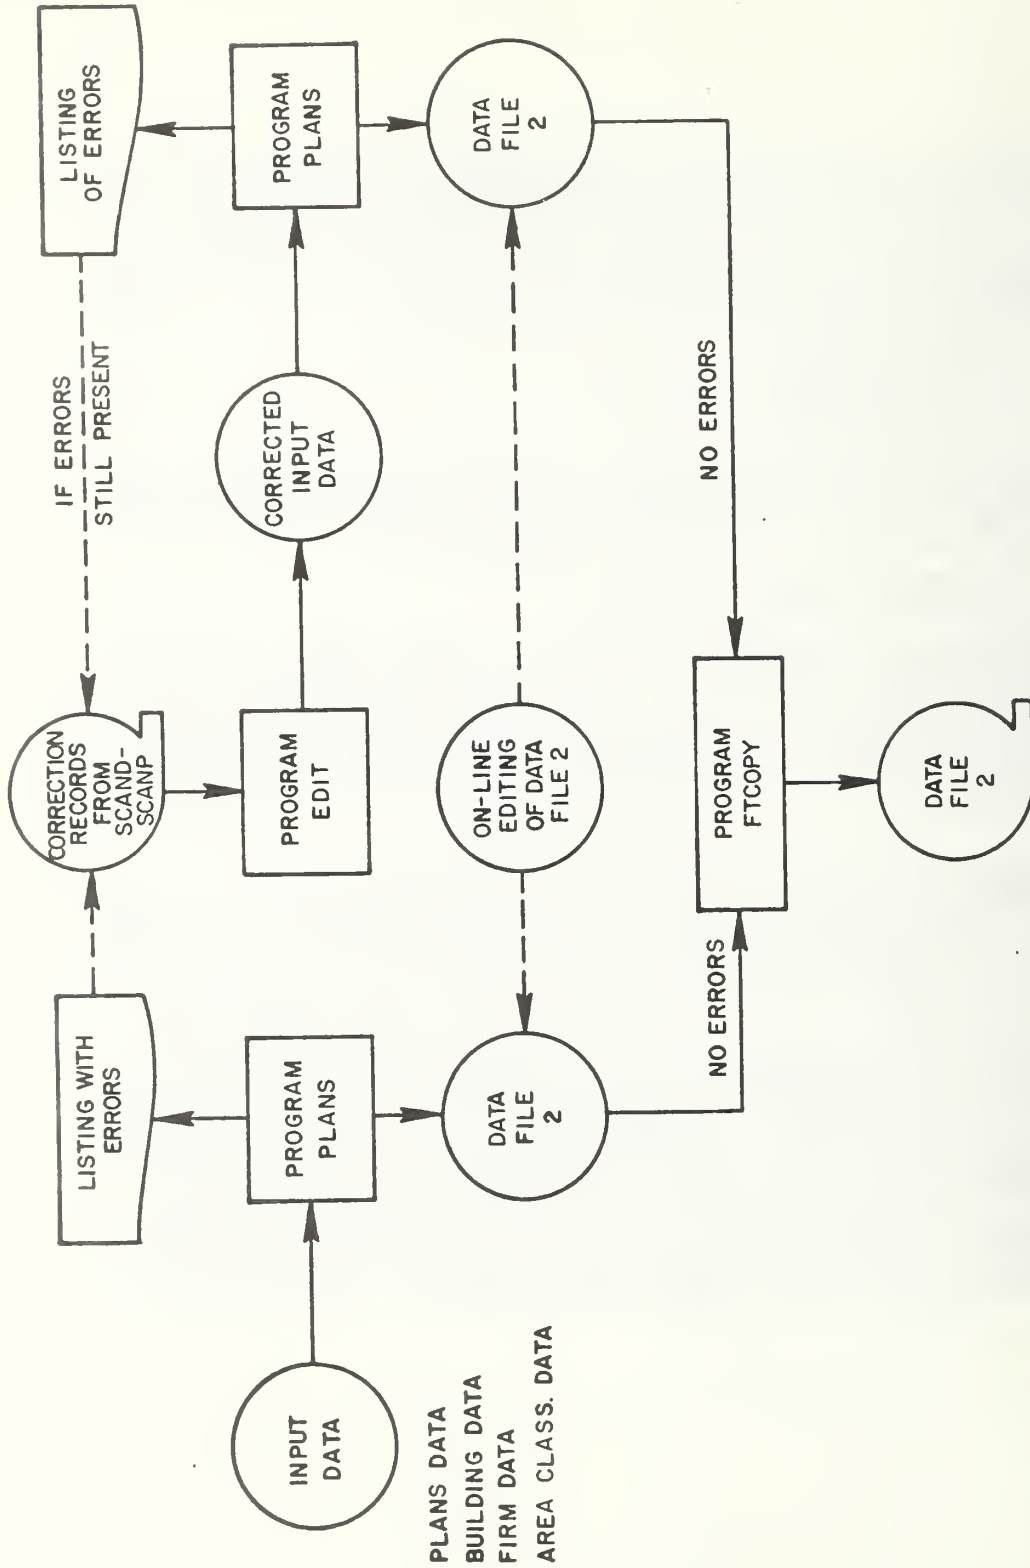 INPUT
DATA
PLANS DATA
BUILDING DATA
FIRM DATA
AREA CLASS. DATA
LISTING WITH
ERRORS
PROGRAM
PLANS
DATA
FILE
2
NO ERRORS
CORRECTION
RECORDS
FROM
SCAND-
SCANP
PROGRAM
EDIT
ON-LINE
EDITING
OF DATA
FILE 2
PROGRAM
FTCOPY
DATA
FILE
2
IF ERRORS
STILL PRESENT
CORRECTED
INPUT
DATA
NO ERRORS
LISTING
OF ERRORS
PROGRAM
PLANS
DATA
FILE
2